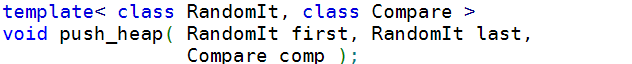 template< class RandomIt, class Compare >
void push_heap( RandomIt first, RandomIt last,
                Compare comp );